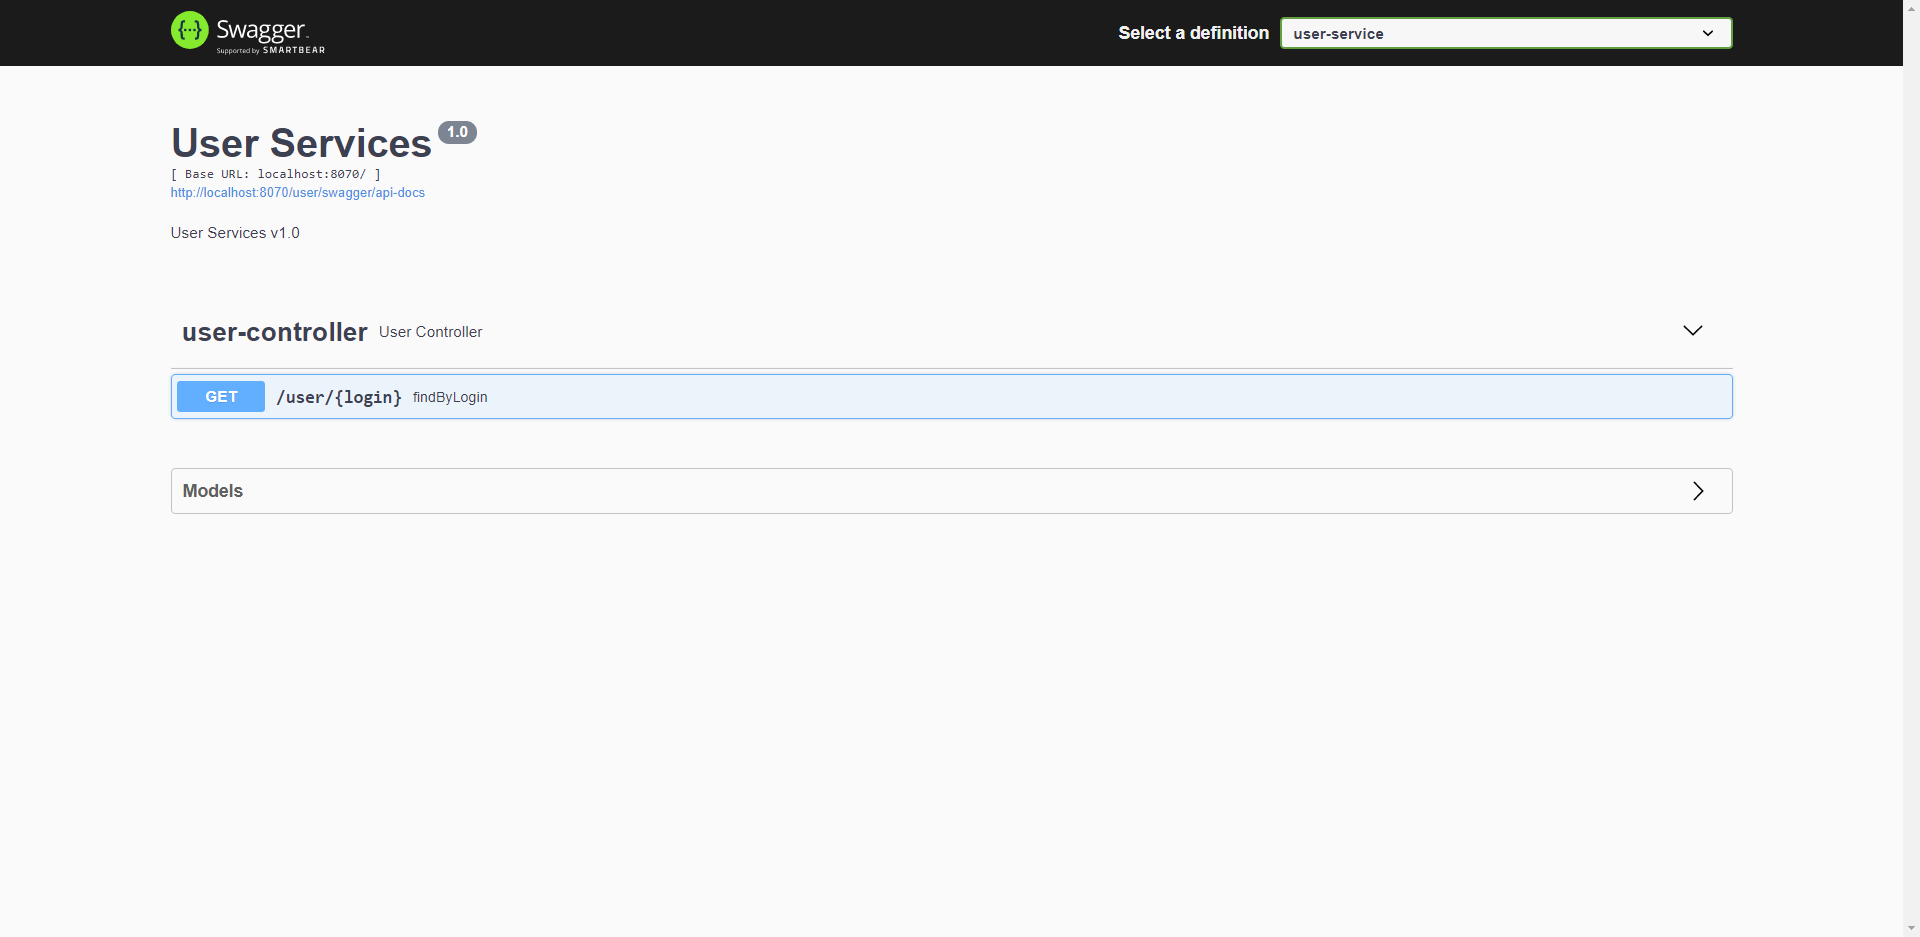 {···} Swagger™
Supported by SMARTBEAR
Select a definition
user-service
User Services 1.0
[ Base URL: localhost:8070/ ]
http://localhost:8070/user/swagger/api-docs
User Services v1.0
user-controller User Controller
GET /user/{login} findByLogin
Models